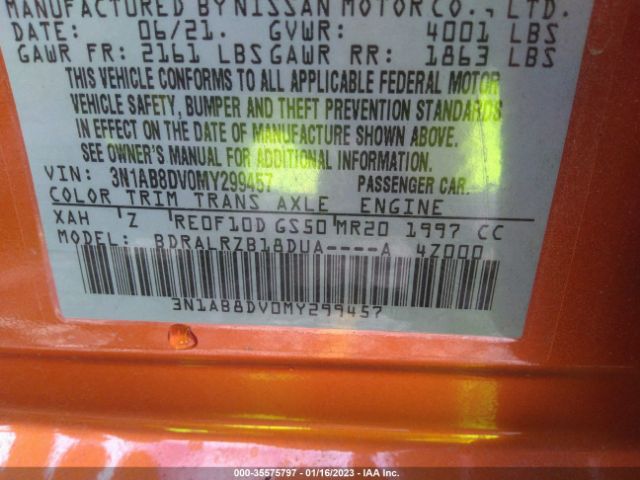 MANUFACTURED BY NISSAN MOTOR CO., LTD.
DATE: 06/21. GVWR: 4001 LBS
GAWR FR: 2161 LBS GAWR RR: 1863 LBS
THIS VEHICLE CONFORMS TO ALL APPLICABLE FEDERAL MOTOR
VEHICLE SAFETY, BUMPER AND THEFT PREVENTION STANDARDS
IN EFFECT ON THE DATE OF MANUFACTURE SHOWN ABOVE.
SEE OWNER'S MANUAL FOR ADDITIONAL INFORMATION.
VIN: 3N1AB8DV0MY299457 PASSENGER CAR.
COLOR TRIM TRANS AXLE ENGINE
XAH Z RE0F10D GS50 MR20 1997 CC
MODEL: BDRALRZB18DUA----A 4Z000
3N1AB8DV0MY299457
000-35575797 - 01/16/2023 - IAA Inc.